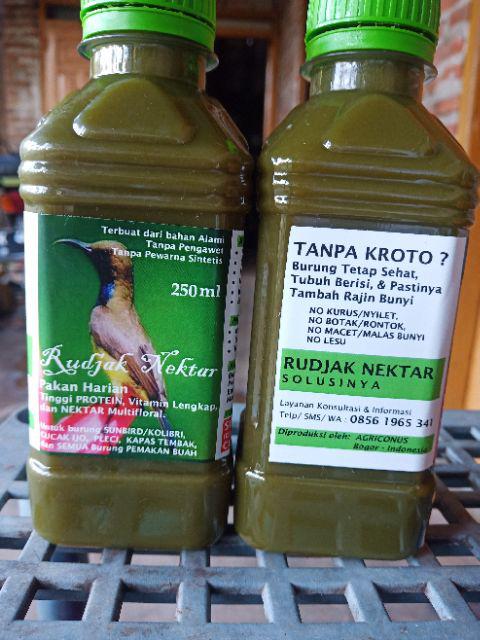 Terbuat dari bahan Alami
Tanpa Pengawet
Tanpa Pewarna Sintetis
250ml
Rudjak Nektar
Pakan Harian
Tinggi PROTEIN, Vitamin Lengkap,
dan NEKTAR Multifloral.
Untuk burung SUNBIRD/KOLIBRI,
CUCAK IJO, PLECI, KAPAS TEMBAK,
dan SEMUA Burung PEMAKAN BUAH
TANPA KROTO ?
Burung Tetap Sehat,
Tubuh Berisi, & Pastinya
Tambah Rajin Bunyi
NO KURUS/NYILET,
NO BOTAK/RONTOK,
NO MACET/MALAS BUNYI
NO LESU
RUDJAK NEKTAR
SOLUSINYA
Layanan Konsultasi & Informasi
Telp/ SMS/ WA : 0856 1965 341
Diproduksi oleh: AGRICONUS
Bogor - Indonesia